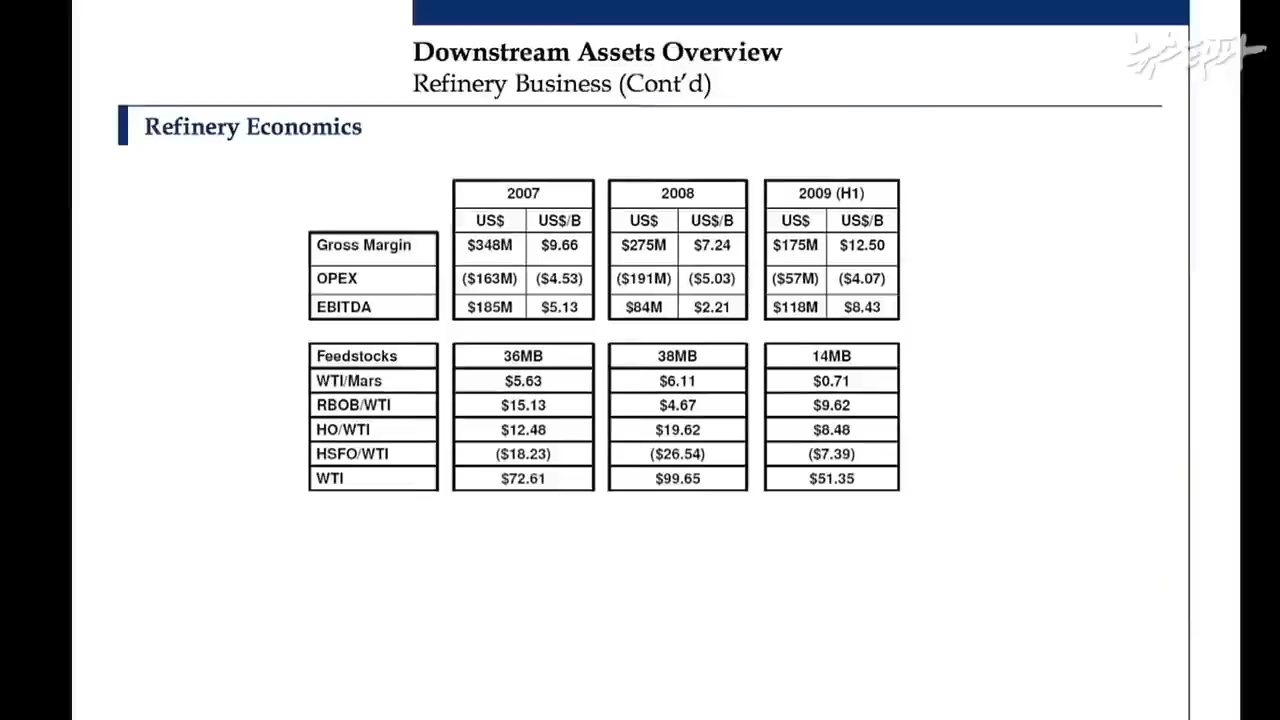 뉴스타파
Downstream Assets Overview
Refinery Business (Cont'd)
Refinery Economics
2007 2008 2009 (H1)
US$ US$/B US$ US$/B US$ US$/B
Gross Margin $348M $9.66 $275M $7.24 $175M $12.50
OPEX ($163M) ($4.53) ($191M) ($5.03) ($57M) ($4.07)
EBITDA $185M $5.13 $84M $2.21 $118M $8.43
Feedstocks 36MB 38MB 14MB
WTI/Mars $5.63 $6.11 $0.71
RBOB/WTI $15.13 $4.67 $9.62
HO/WTI $12.48 $19.62 $8.48
HSFO/WTI ($18.23) ($26.54) ($7.39)
WTI $72.61 $99.65 $51.35